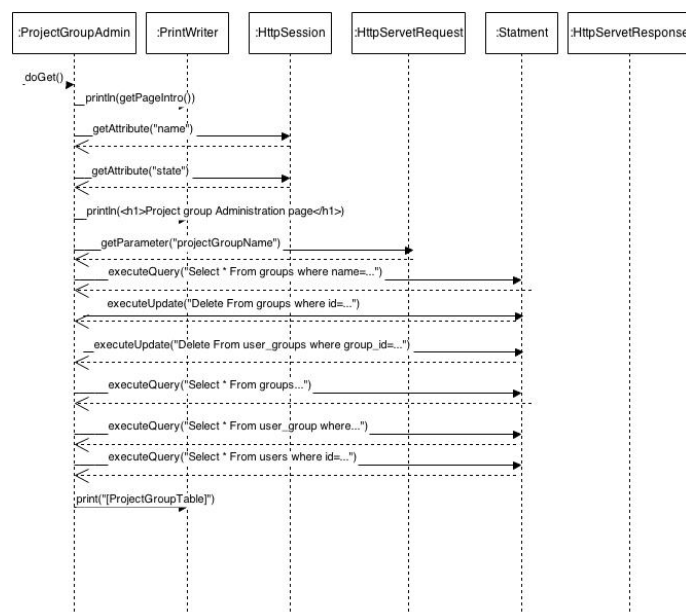 :ProjectGroupAdmin :PrintWriter :HttpSession :HttpServetRequest :Statment :HttpServetResponse
doGet()
println(getPageIntro())
getAttribute("name")
getAttribute("state")
println(<h1>Project group Administration page</h1>)
getParameter("projectGroupName")
executeQuery("Select * From groups where name=...")
executeUpdate("Delete From groups where id=...")
executeUpdate("Delete From user_groups where group_id=...")
executeQuery("Select * From groups...")
executeQuery("Select * From user_group where...")
executeQuery("Select * From users where id=...")
print("[ProjectGroupTable]")